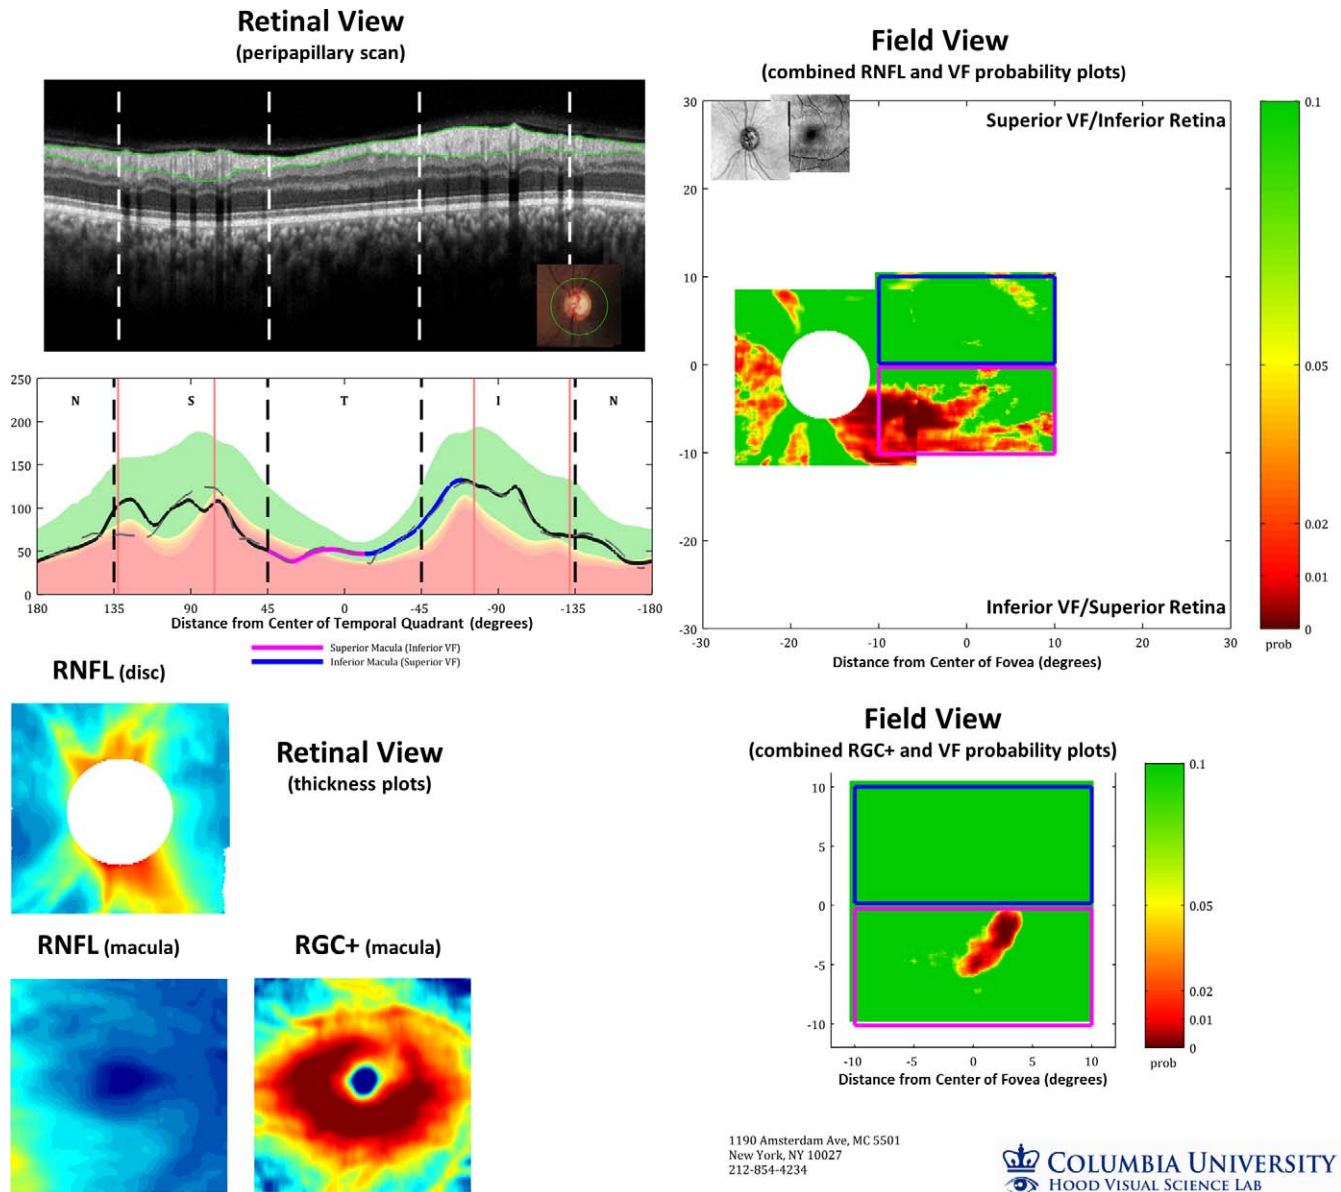 Retinal View
(peripapillary scan)
250
200
150
100
50
0
N
S
T
I
N
180
135
90
45
0
-45
-90
-135
-180
Distance from Center of Temporal Quadrant (degrees)
Superior Macula (Inferior VF)
Inferior Macula (Superior VF)
RNFL (disc)
Retinal View
(thickness plots)
RNFL (macula)
RGC+ (macula)
Field View
(combined RNFL and VF probability plots)
Superior VF/Inferior Retina
30
20
10
0
-10
-20
-30
Inferior VF/Superior Retina
-30
-20
-10
0
10
20
30
Distance from Center of Fovea (degrees)
0.1
0.05
0.02
0.01
0
prob
Field View
(combined RGC+ and VF probability plots)
10
5
0
-5
-10
-10
-5
0
5
10
Distance from Center of Fovea (degrees)
0.1
0.05
0.02
0.01
0
prob
1190 Amsterdam Ave, MC 5501
New York, NY 10027
212-854-4234
COLUMBIA UNIVERSITY
HOOD VISUAL SCIENCE LAB